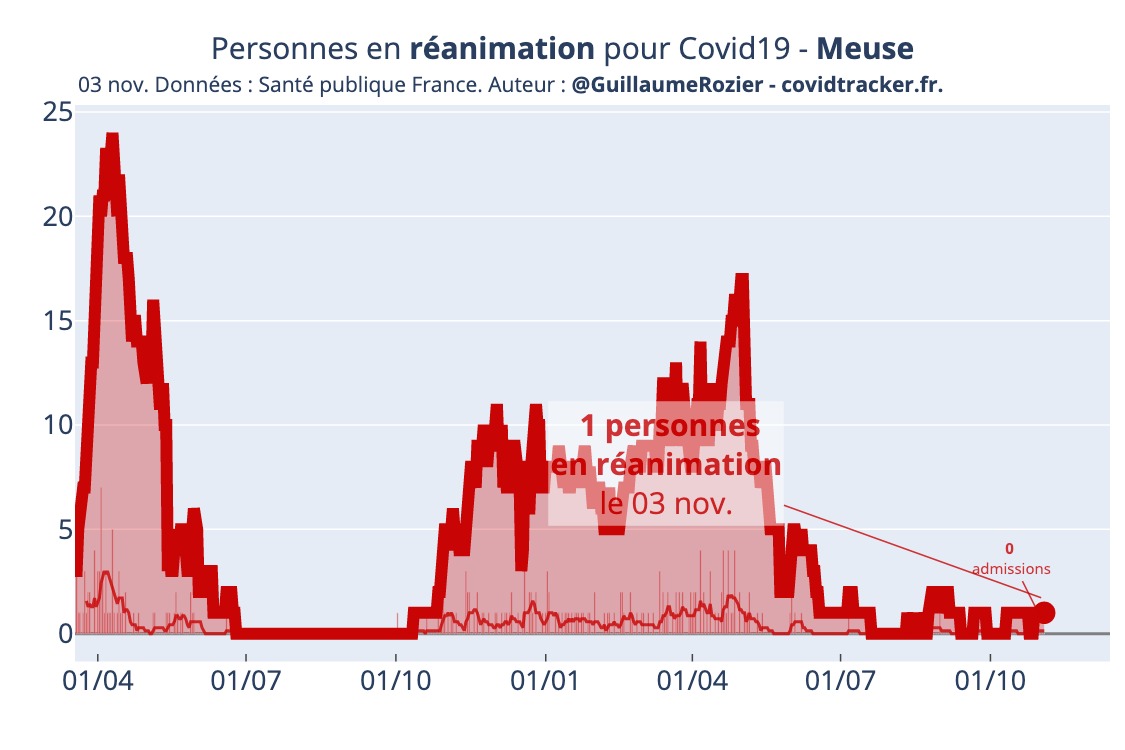 Personnes en réanimation pour Covid19 - Meuse
03 nov. Données : Santé publique France. Auteur : @GuillaumeRozier - covidtracker.fr.
25
20
15
10
5
0
1 personnes
en réanimation
le 03 nov.
0
admissions
01/04 01/07 01/10 01/01 01/04 01/07 01/10